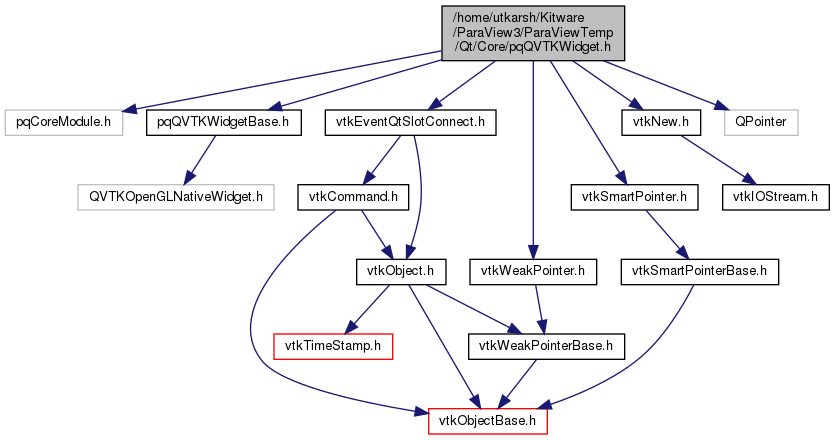 /home/utkarsh/Kitware
/ParaView3/ParaViewTemp
/Qt/Core/pqQVTKWidget.h
pqCoreModule.h
pqQVTKWidgetBase.h
vtkEventQtSlotConnect.h
vtkNew.h
QPointer
QVTKOpenGLNativeWidget.h
vtkCommand.h
vtkSmartPointer.h
vtkIOStream.h
vtkObject.h
vtkWeakPointer.h
vtkSmartPointerBase.h
vtkTimeStamp.h
vtkWeakPointerBase.h
vtkObjectBase.h